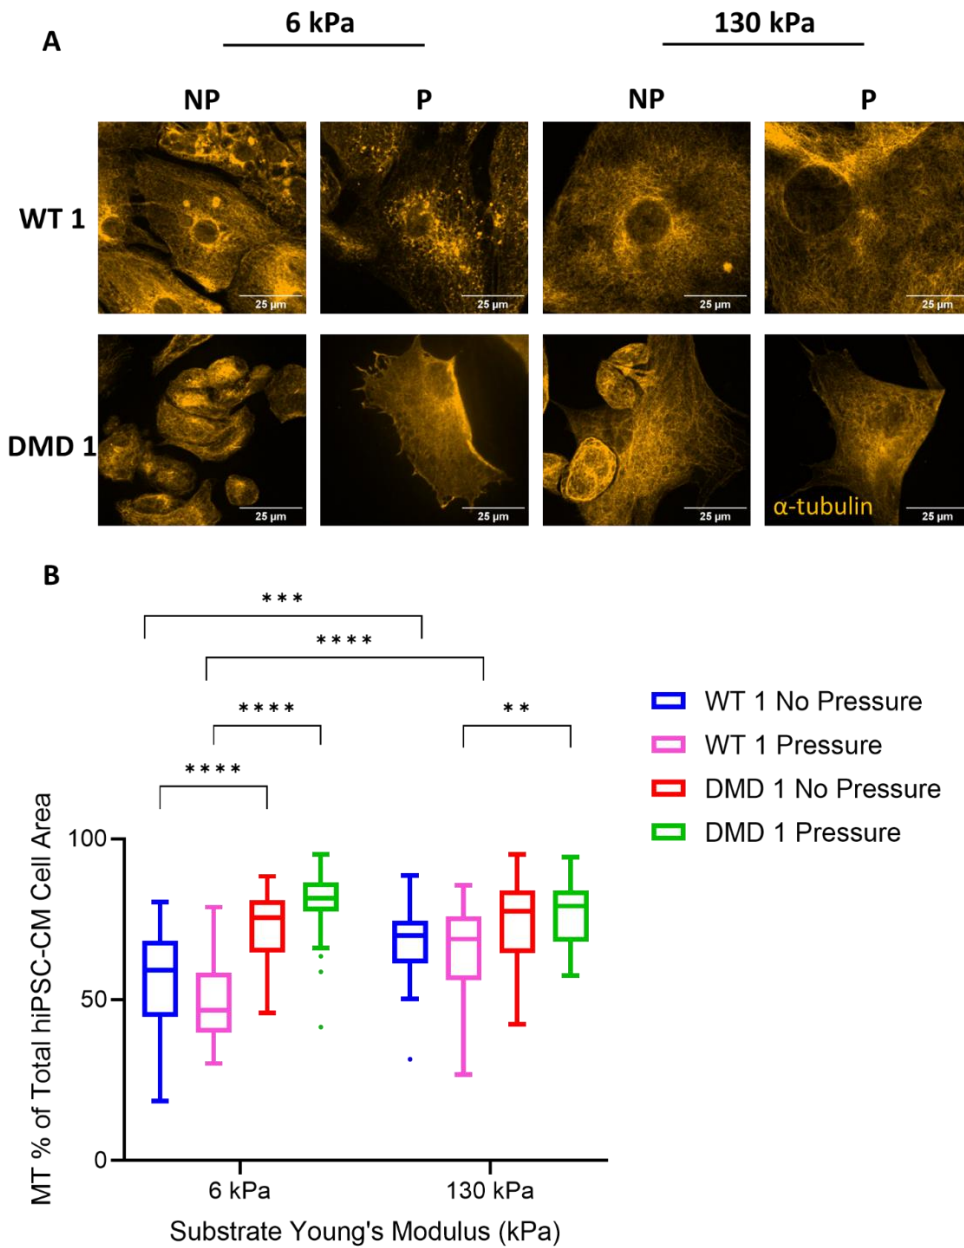 A
6 kPa
130 kPa
NP
P
NP
P
WT 1
25 µm
25 µm
25 µm
25 µm
DMD 1
25 µm
25 µm
25 µm
α-tubulin
25 µm
B
***
****
****
**
****
WT 1 No Pressure
WT 1 Pressure
DMD 1 No Pressure
DMD 1 Pressure
MT % of Total hiPSC-CM Cell Area
100
50
0
6 kPa
130 kPa
Substrate Young's Modulus (kPa)